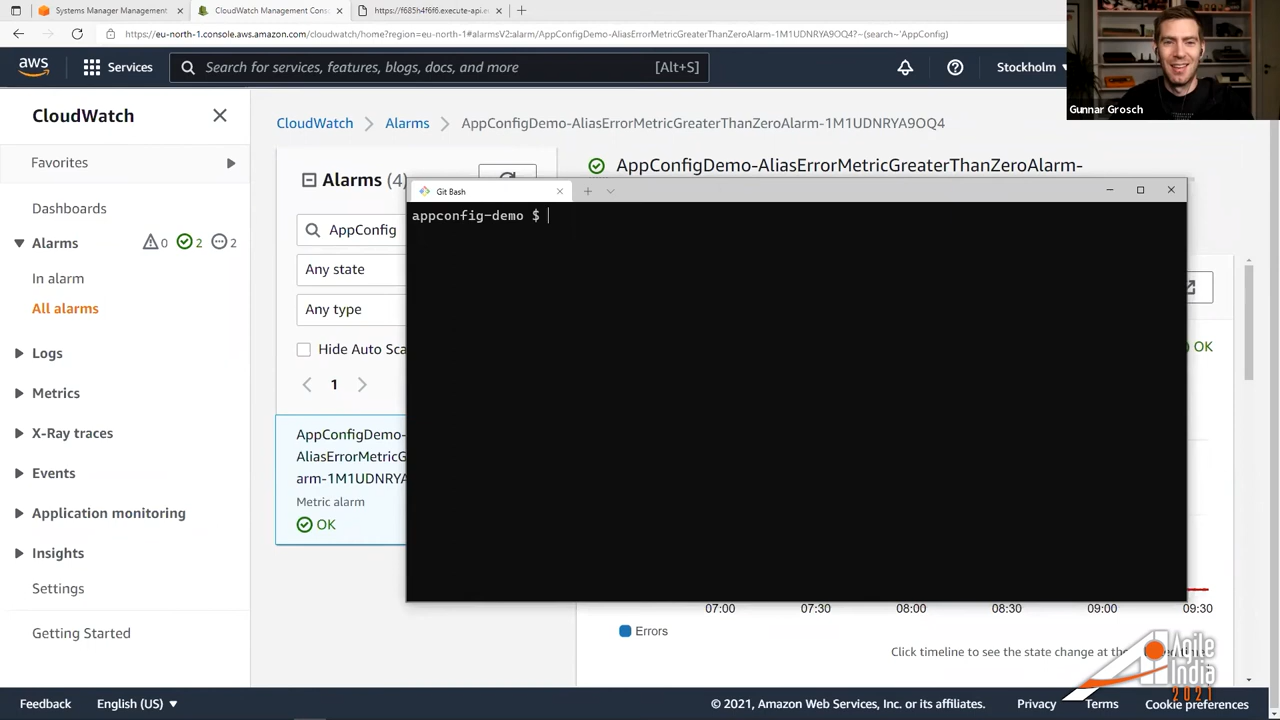 Systems Manager Management
CloudWatch Management Cons
https://f685h4f6f6.execute-api.eu-nor
https://eu-north-1.console.aws.amazon.com/cloudwatch/home?region=eu-north-1#alarmsV2:alarm/AppConfigDemo-AliasErrorMetricGreaterThanZeroAlarm-1M1UDNRYA9OQ4?~(search~'AppConfig)
aws
Services
Search for services, features, blogs, docs, and more
[Alt+S]
Stockholm
Gunnar Grosch
CloudWatch
Favorites
Dashboards
Alarms
0
2
2
In alarm
All alarms
Logs
Metrics
X-Ray traces
Events
Application monitoring
Insights
Settings
Getting Started
CloudWatch
Alarms
AppConfigDemo-AliasErrorMetricGreaterThanZeroAlarm-1M1UDNRYA9OQ4
Alarms (4)
AppConfig
Any state
Any type
Hide Auto Sca
1
AppConfigDemo-
AliasErrorMetricG
arm-1M1UDNRYA
Metric alarm
OK
AppConfigDemo-AliasErrorMetricGreaterThanZeroAlarm-
Git Bash
appconfig-demo $
OK
07:00
07:30
08:00
08:30
09:00
09:30
Errors
Click timeline to see the state change at the
Agile
India
2021
Feedback
English (US)
© 2021, Amazon Web Services, Inc. or its affiliates.
Privacy
Terms
Cookie preferences